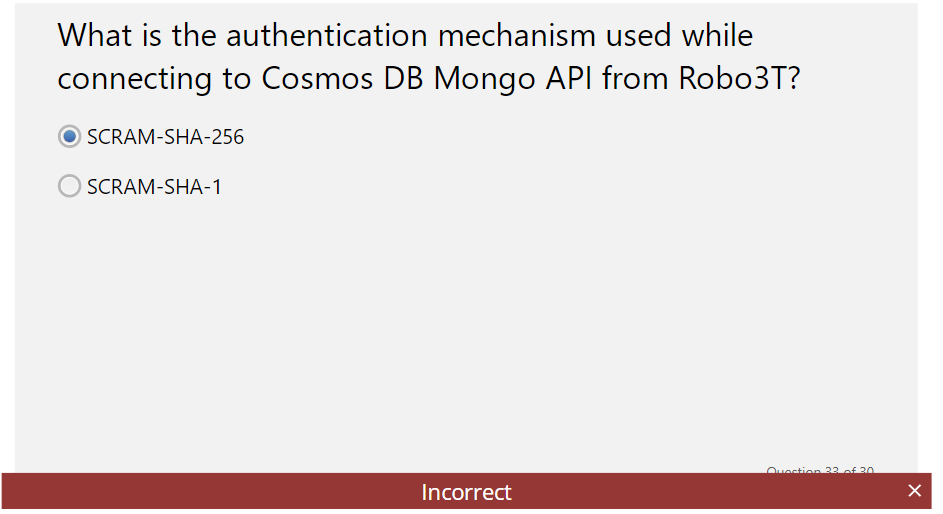 What is the authentication mechanism used while
connecting to Cosmos DB Mongo API from Robo3T?
SCRAM-SHA-256
SCRAM-SHA-1
Question 33 of 30
Incorrect